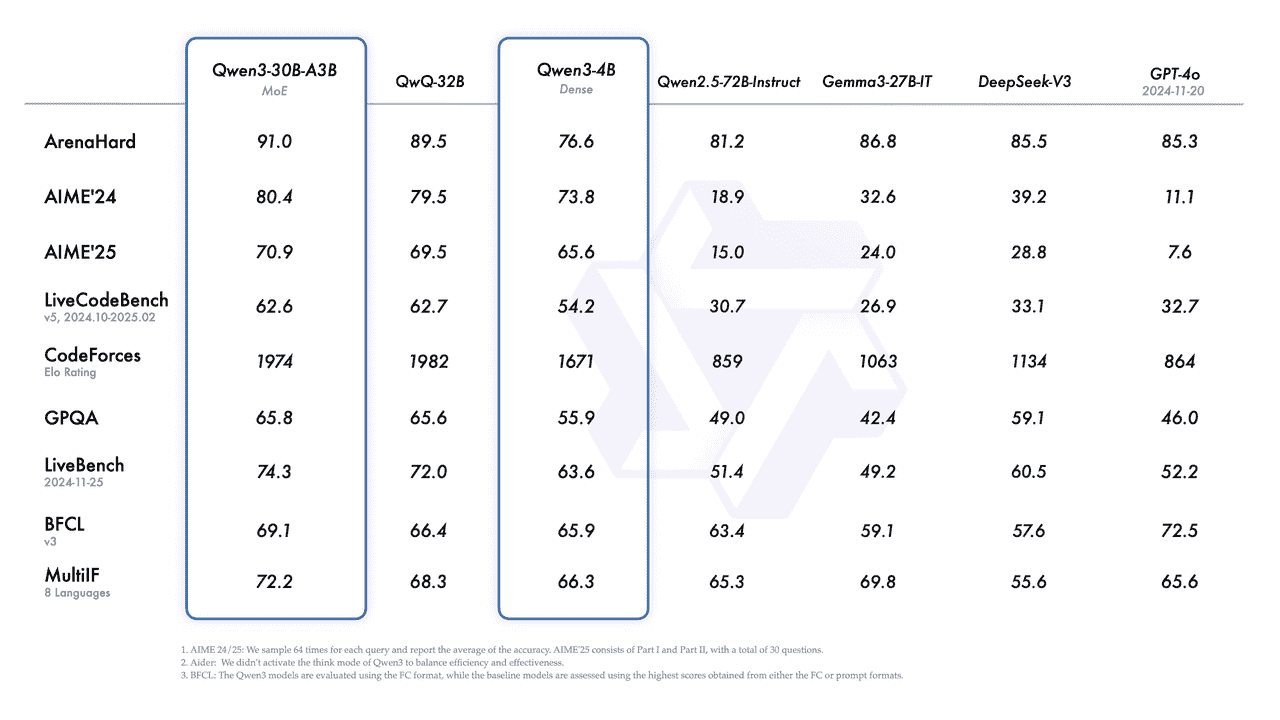 Qwen3-30B-A3B QwQ-32B Qwen3-4B Qwen2.5-72B-Instruct Gemma3-27B-IT DeepSeek-V3 GPT-4o
MoE Dense 2024-11-20
ArenaHard 91.0 89.5 76.6 81.2 86.8 85.5 85.3
AIME'24 80.4 79.5 73.8 18.9 32.6 39.2 11.1
AIME'25 70.9 69.5 65.6 15.0 24.0 28.8 7.6
LiveCodeBench 62.6 62.7 54.2 30.7 26.9 33.1 32.7
v5, 2024.10-2025.02
CodeForces 1974 1982 1671 859 1063 1134 864
Elo Rating
GPQA 65.8 65.6 55.9 49.0 42.4 59.1 46.0
LiveBench 74.3 72.0 63.6 51.4 49.2 60.5 52.2
2024-11-25
BFCL 69.1 66.4 65.9 63.4 59.1 57.6 72.5
v3
MultiIF 72.2 68.3 66.3 65.3 69.8 55.6 65.6
8 Languages
1. AIME 24/25: We sample 64 times for each query and report the average of the accuracy. AIME'25 consists of Part I and Part II, with a total of 30 questions.
2. Aider: We didn't activate the think mode of Qwen3 to balance efficiency and effectiveness.
3. BFCL: The Qwen3 models are evaluated using the FC format, while the baseline models are assessed using the highest scores obtained from either the FC or prompt formats.